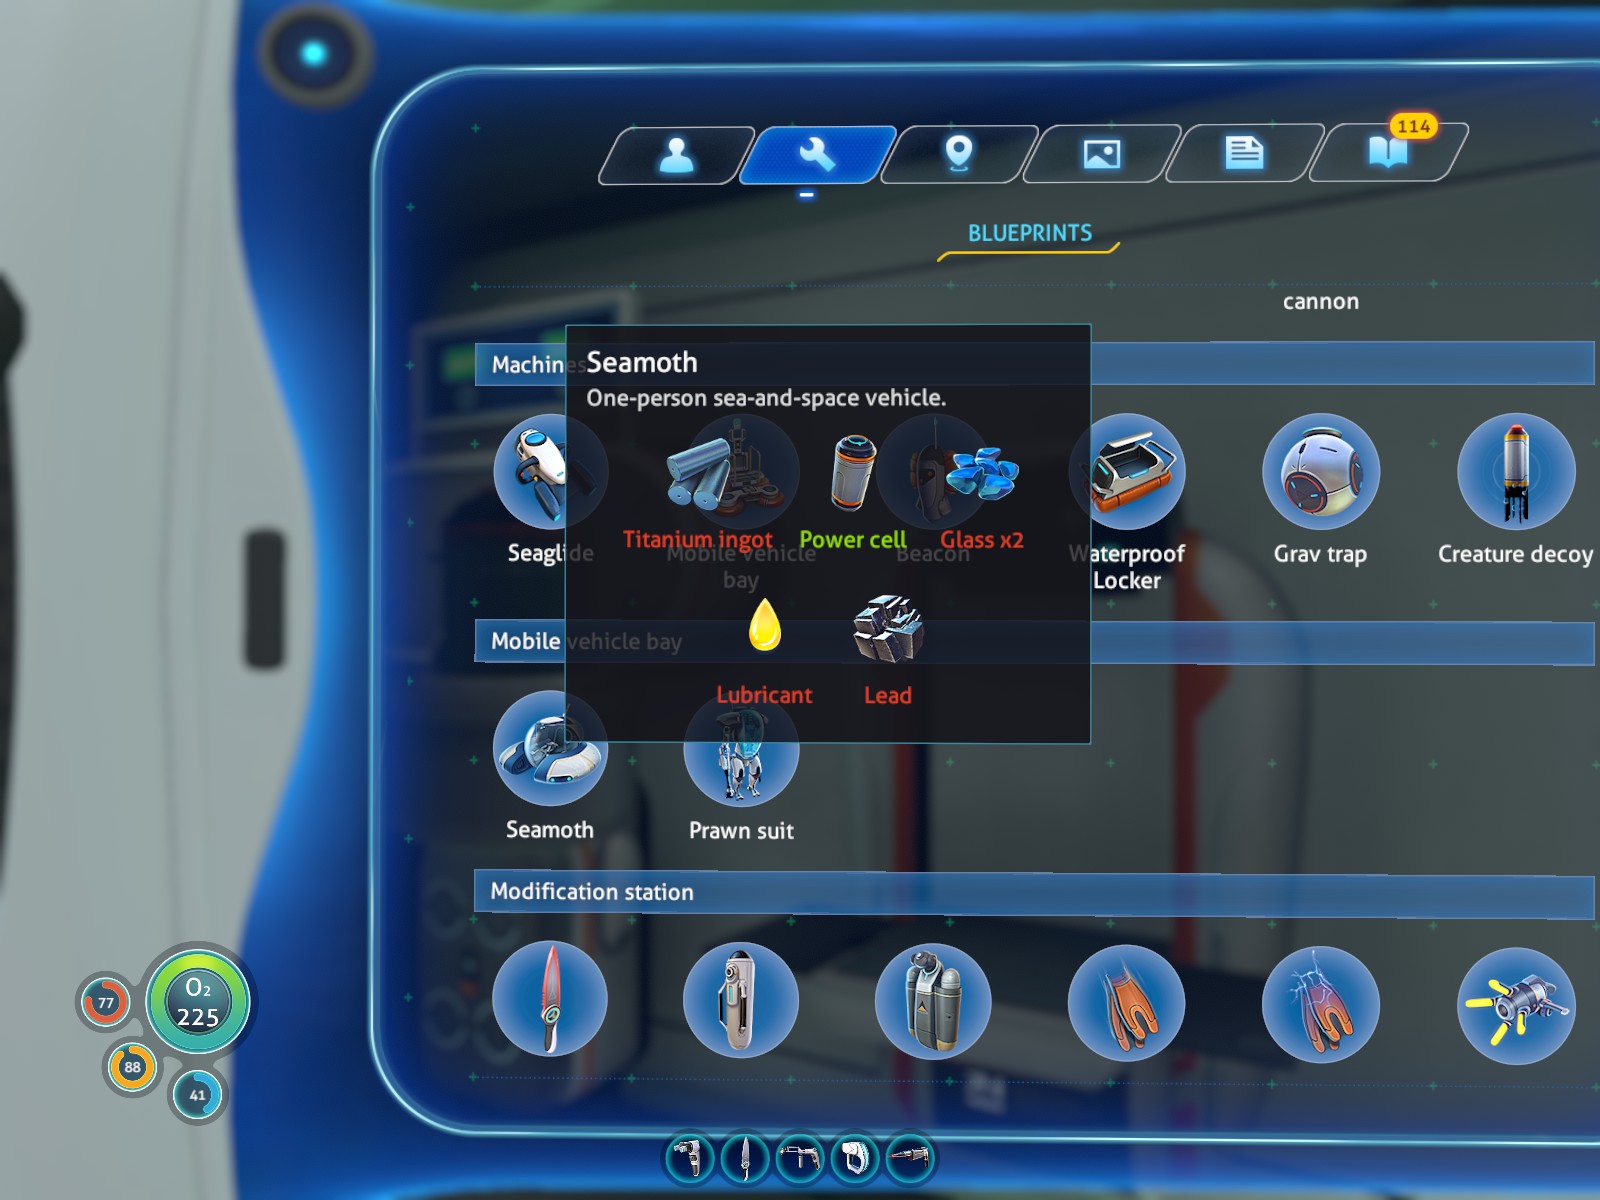 114
BLUEPRINTS
cannon
Machines
Seamoth
One-person sea-and-space vehicle.
Titanium ingot
Power cell
Glass x2
Seaglide
Mobile vehicle
bay
Beacon
Waterproof
Locker
Grav trap
Creature decoy
Mobile vehicle bay
Lubricant
Lead
Seamoth
Prawn suit
Modification station
O₂
225
77
88
41